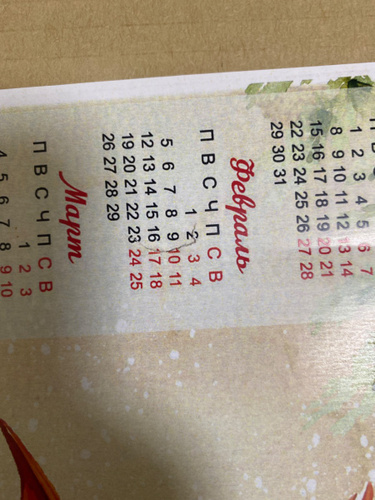 П
1 2 3 4 5 6 7
8 9 10 11 12 13 14
15 16 17 18 19 20 21
22 23 24 25 26 27 28
29 30 31
Февраль
П В С Ч П С В
1 2 3 4
5 6 7 8 9 10 11
12 13 14 15 16 17 18
19 20 21 22 23 24 25
26 27 28 29
Март
П В С Ч П С В
1 2 3
4 5 6 7 8 9 10